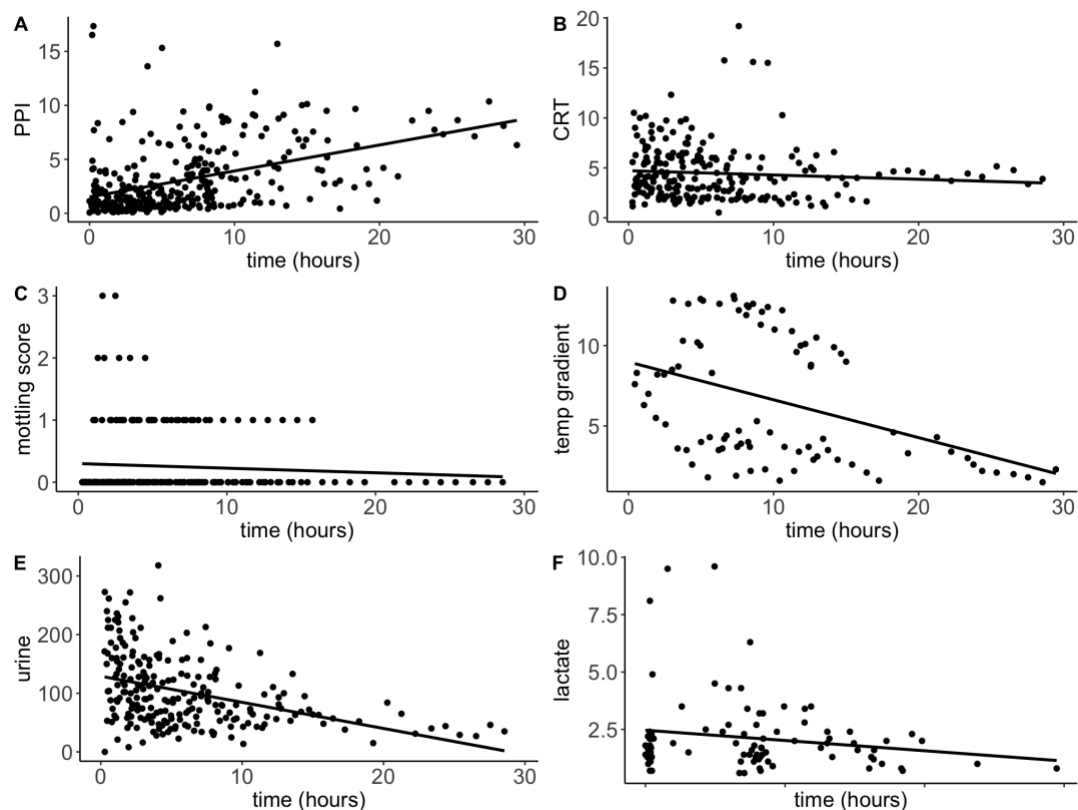 A
PPI
15
10
5
0
0 10 20 30
time (hours)
B
CRT
20
15
10
5
0
0 10 20 30
time (hours)
C
mottling score
3
2
1
0
0 10 20 30
time (hours)
D
temp gradient
10
5
0 10 20 30
time (hours)
E
urine
300
200
100
0
0 10 20 30
time (hours)
F
lactate
10.0
7.5
5.0
2.5
time (hours)